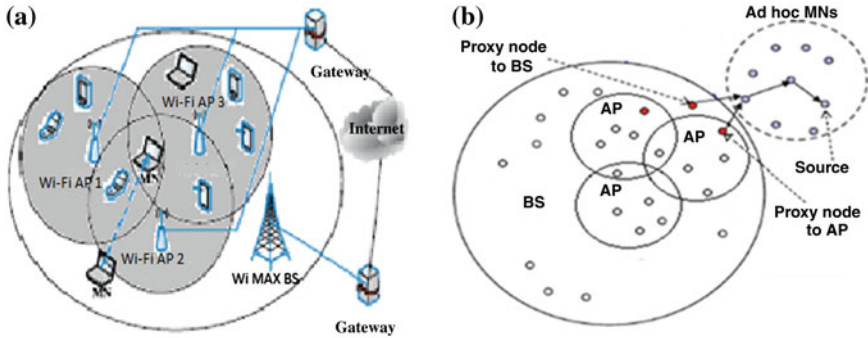 (a)
Gateway
Wi-Fi AP 3
Internet
Wi-Fi AP 1
MN
Wi-Fi AP 2
MN
Wi MAX BS
Gateway
(b)
Ad hoc MNs
Proxy node
to BS
AP
AP
AP
BS
Source
Proxy node
to AP